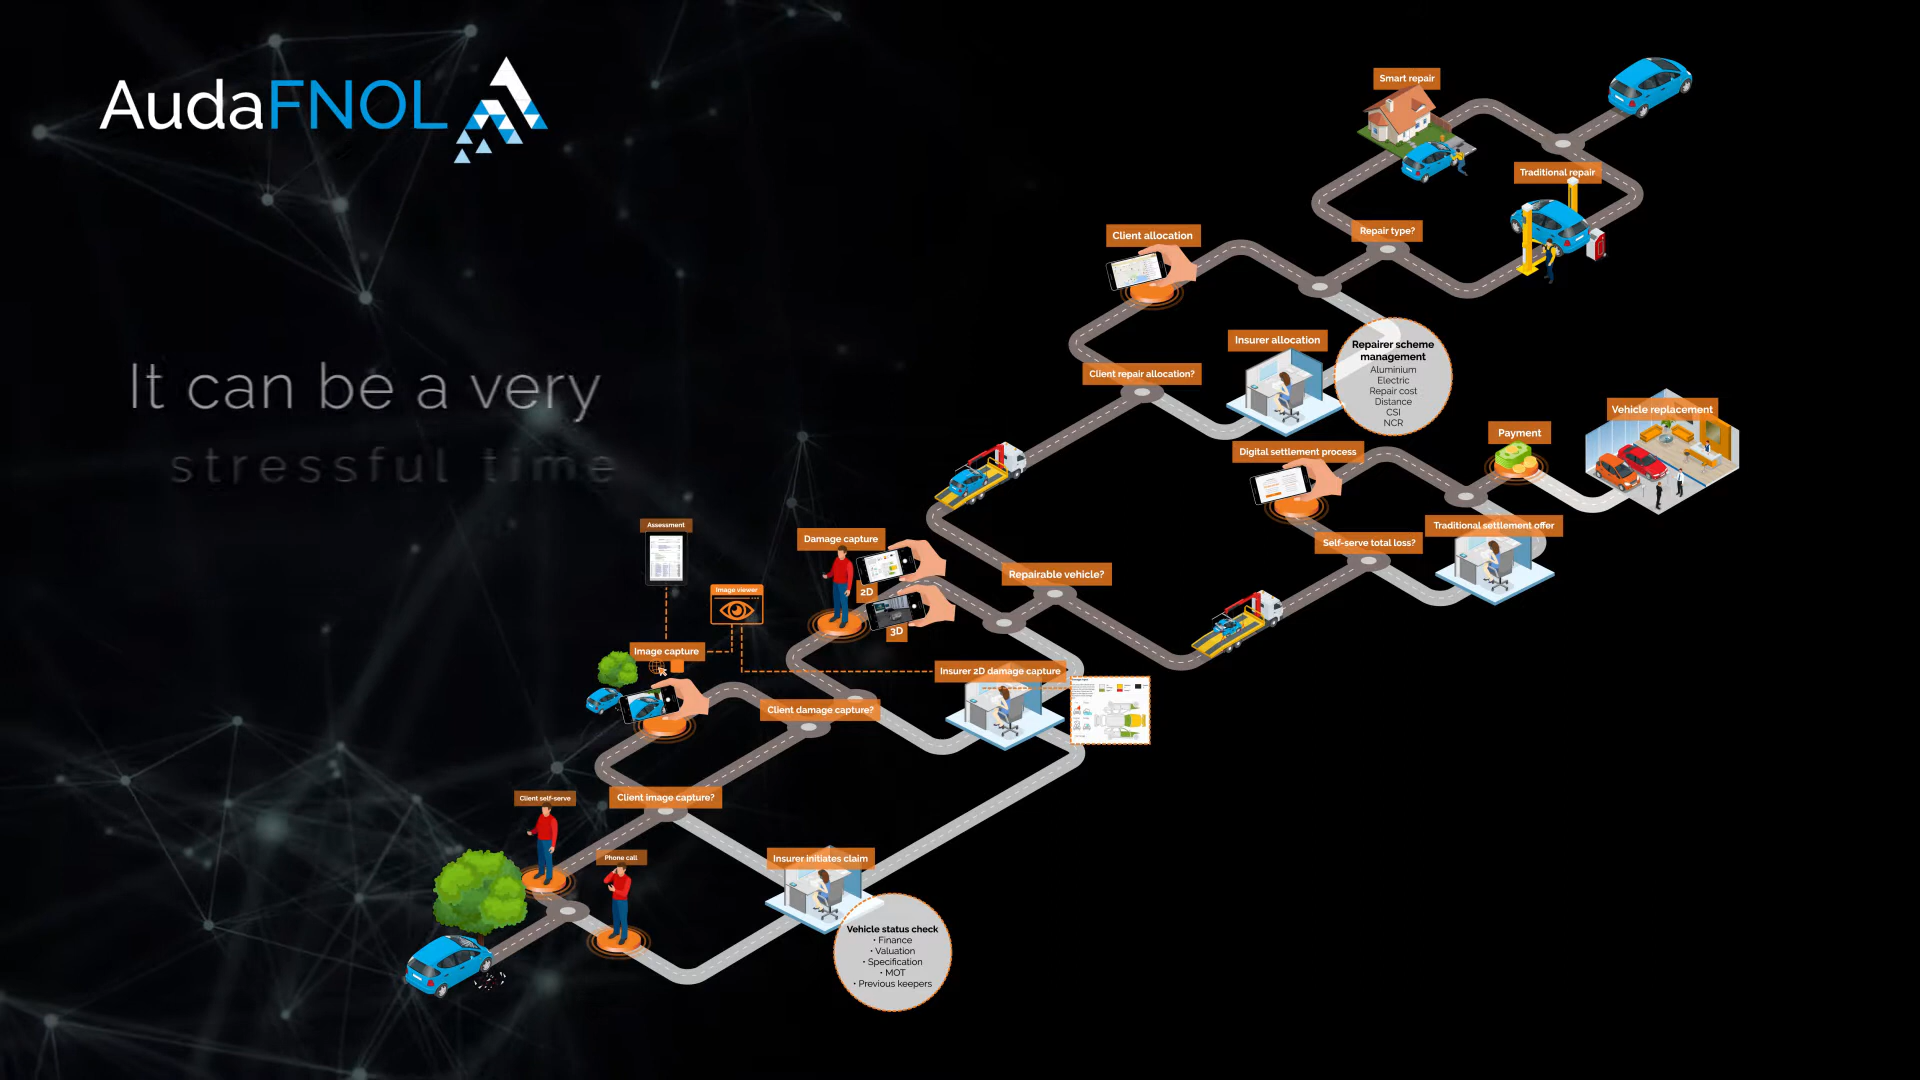 AudaFNOL
It can be a very
stressful time
Smart repair
Traditional repair
Client allocation
Repair type?
Insurer allocation
Repairer scheme
management
Aluminium
Electric
Repair cost
Distance
CSI
NCR
Client repair allocation?
Vehicle replacement
Payment
Digital settlement process
Traditional settlement offer
Self-serve total loss?
Assessment
Damage capture
2D
3D
Repairable vehicle?
Image viewer
Image capture
Insurer 2D damage capture
Client damage capture?
Client self-serve
Client image capture?
Phone call
Insurer initiates claim
Vehicle status check
• Finance
• Valuation
• Specification
• MOT
• Previous keepers